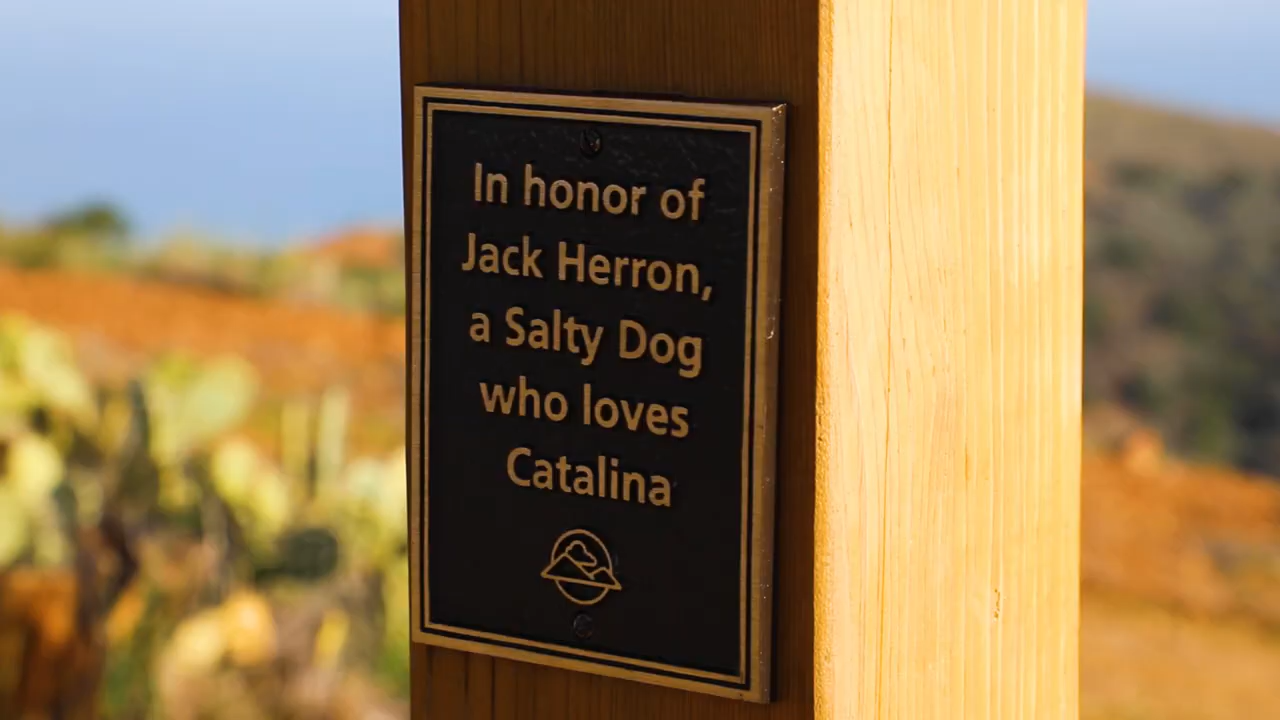 In honor of
Jack Herron,
a Salty Dog
who loves
Catalina